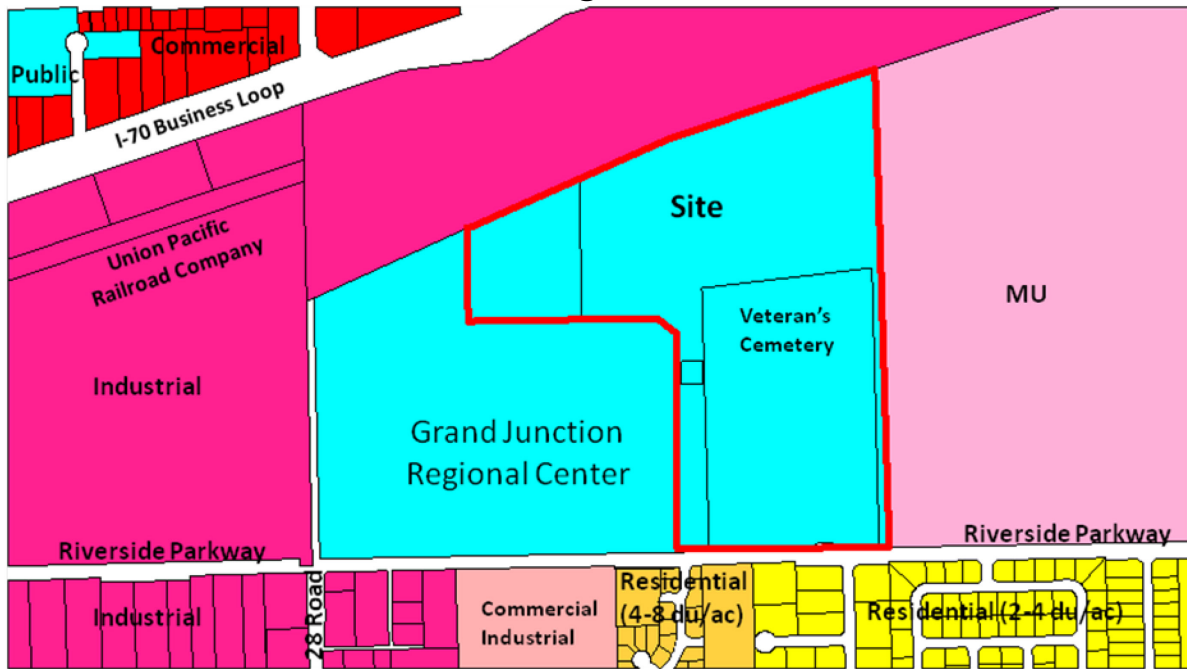 Commercial
Public
I-70 Business Loop
Site
Union Pacific
Railroad Company
MU
Veteran's
Cemetery
Industrial
Grand Junction
Regional Center
Riverside Parkway
Riverside Parkway
28 Road
Industrial
Commercial
Industrial
Residential
(4-8 du/ac)
Residential (2-4 du/ac)